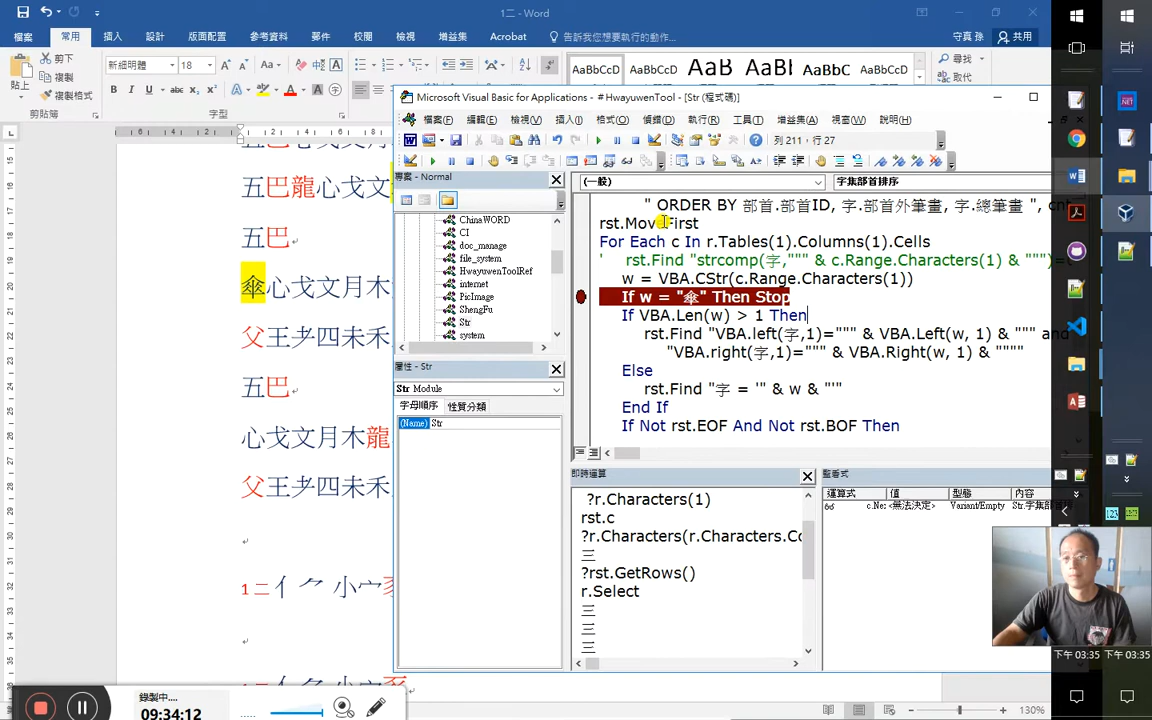 1二 - Word
守真 孫
檔案 常用 插入 設計 版面配置 參考資料 郵件 校閱 檢視 增益集 Acrobat 告訴我您想要執行的動作... 共用
貼上
剪下
複製
複製格式
剪貼簿
新細明體 18
字型
AaBbCcD AaBbCcD AaB AaBb AaBbC AaBbCcD
尋找
取代
五巴龍心戈文
五巴
傘心戈文月木
父王耂四未禾
五巴
心戈文月木龍
父王耂四未禾
Microsoft Visual Basic for Applications - #HwayuwenTool - [Str (程式碼)]
檔案(F) 編輯(E) 檢視(V) 插入(I) 格式(O) 偵錯(D) 執行(R) 工具(T) 增益集(A) 視窗(W) 說明(H)
列 211, 行 27
專案 - Normal
ChinaWORD
CI
doc_manage
file_system
HwayuwenToolRef
internet
PicImage
ShengFu
Str
system
屬性 - Str
Str Module
字母順序 性質分類
(Name) Str
(一般) 字集部首排序
" ORDER BY 部首.部首ID, 字.部首外筆畫, 字.總筆畫 ", cnt
rst.MoveFirst
For Each c In r.Tables(1).Columns(1).Cells
' rst.Find "strcomp(字,""" & c.Range.Characters(1) & """)=
w = VBA.CStr(c.Range.Characters(1))
If w = "傘" Then Stop
If VBA.Len(w) > 1 Then
rst.Find "VBA.left(字,1)=""" & VBA.Left(w, 1) & """ and
"VBA.right(字,1)=""" & VBA.Right(w, 1) & """"
Else
rst.Find "字 = '" & w & "'"
End If
If Not rst.EOF And Not rst.BOF Then
即時運算
?r.Characters(1)
rst.c
?r.Characters(r.Characters.Co
三
?rst.GetRows()
r.Select
三
三
三
監看式
運算式 值 型態 內容
c.Ne: <無法決定> Variant/Empty Str.字集部首
錄製中....
09:34:12
130%
下午 03:35 下午 03:35